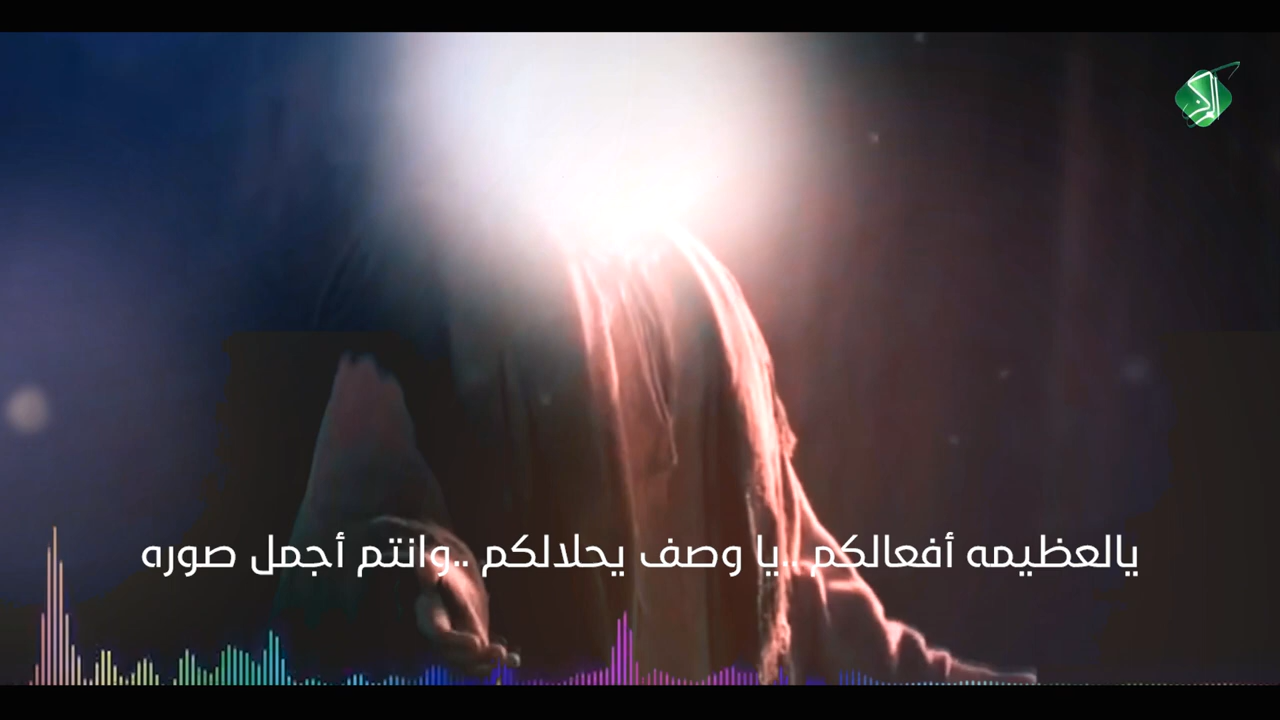 يالعظيمه أفعالكم ..يا وصف يحلالكم ..وانتم أجمل صوره